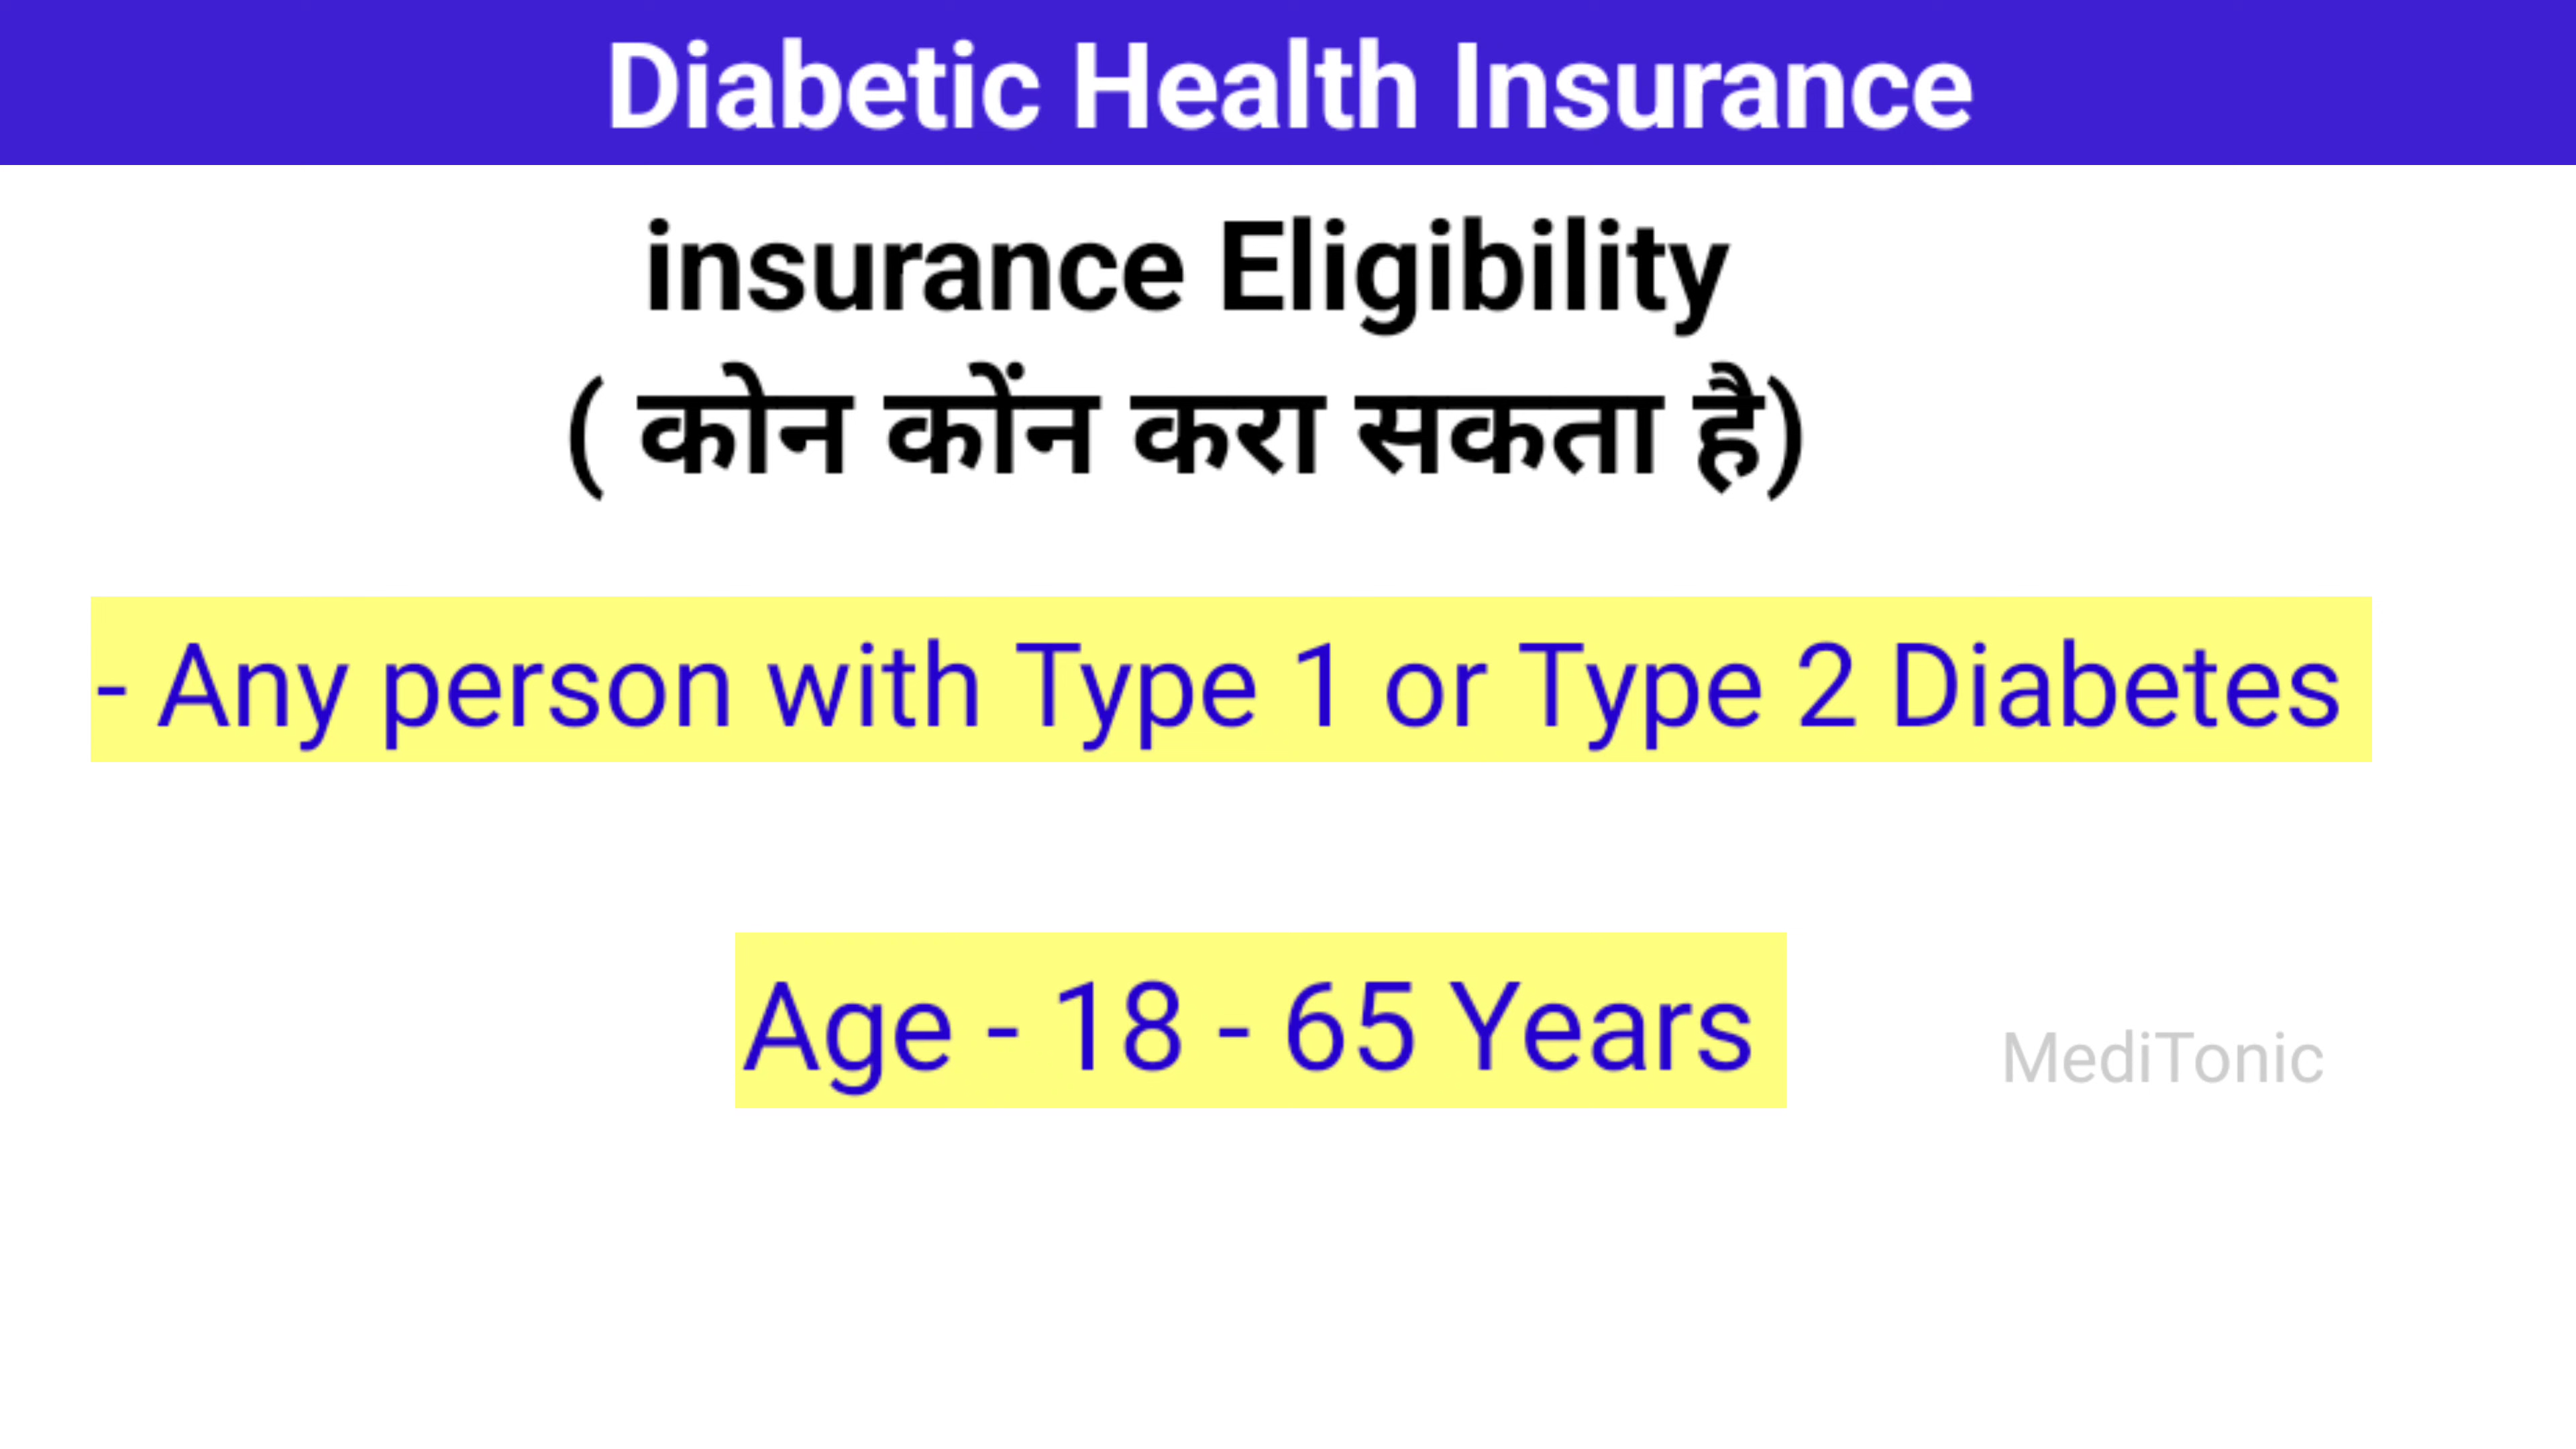 Diabetic Health Insurance
insurance Eligibility
( कोन कोंन करा सकता है)
- Any person with Type 1 or Type 2 Diabetes
Age - 18 - 65 Years
MediTonic